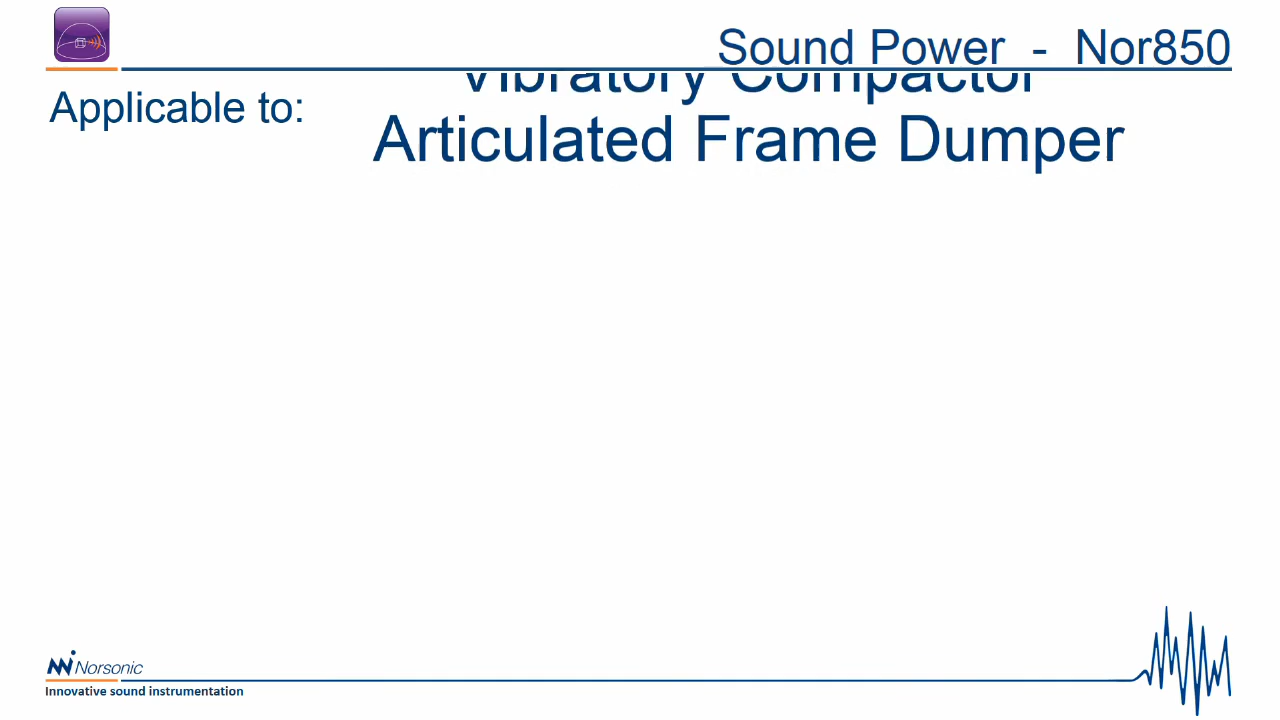 Sound Power - Nor850
Vibratory Compactor
Applicable to:
Articulated Frame Dumper
Norsonic
Innovative sound instrumentation